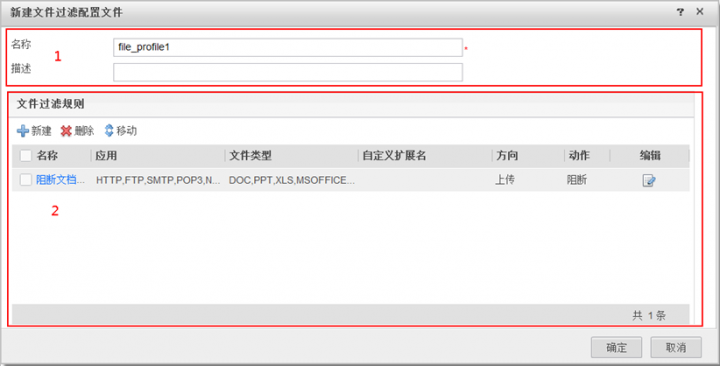 新建文件过滤配置文件 ? ×
名称 file_profile1 *
1
描述
文件过滤规则
新建 删除 移动
名称 应用 文件类型 自定义扩展名 方向 动作 编辑
阻断文档... HTTP,FTP,SMTP,POP3,N... DOC,PPT,XLS,MSOFFICE... 上传 阻断
2
共 1 条
确定 取消